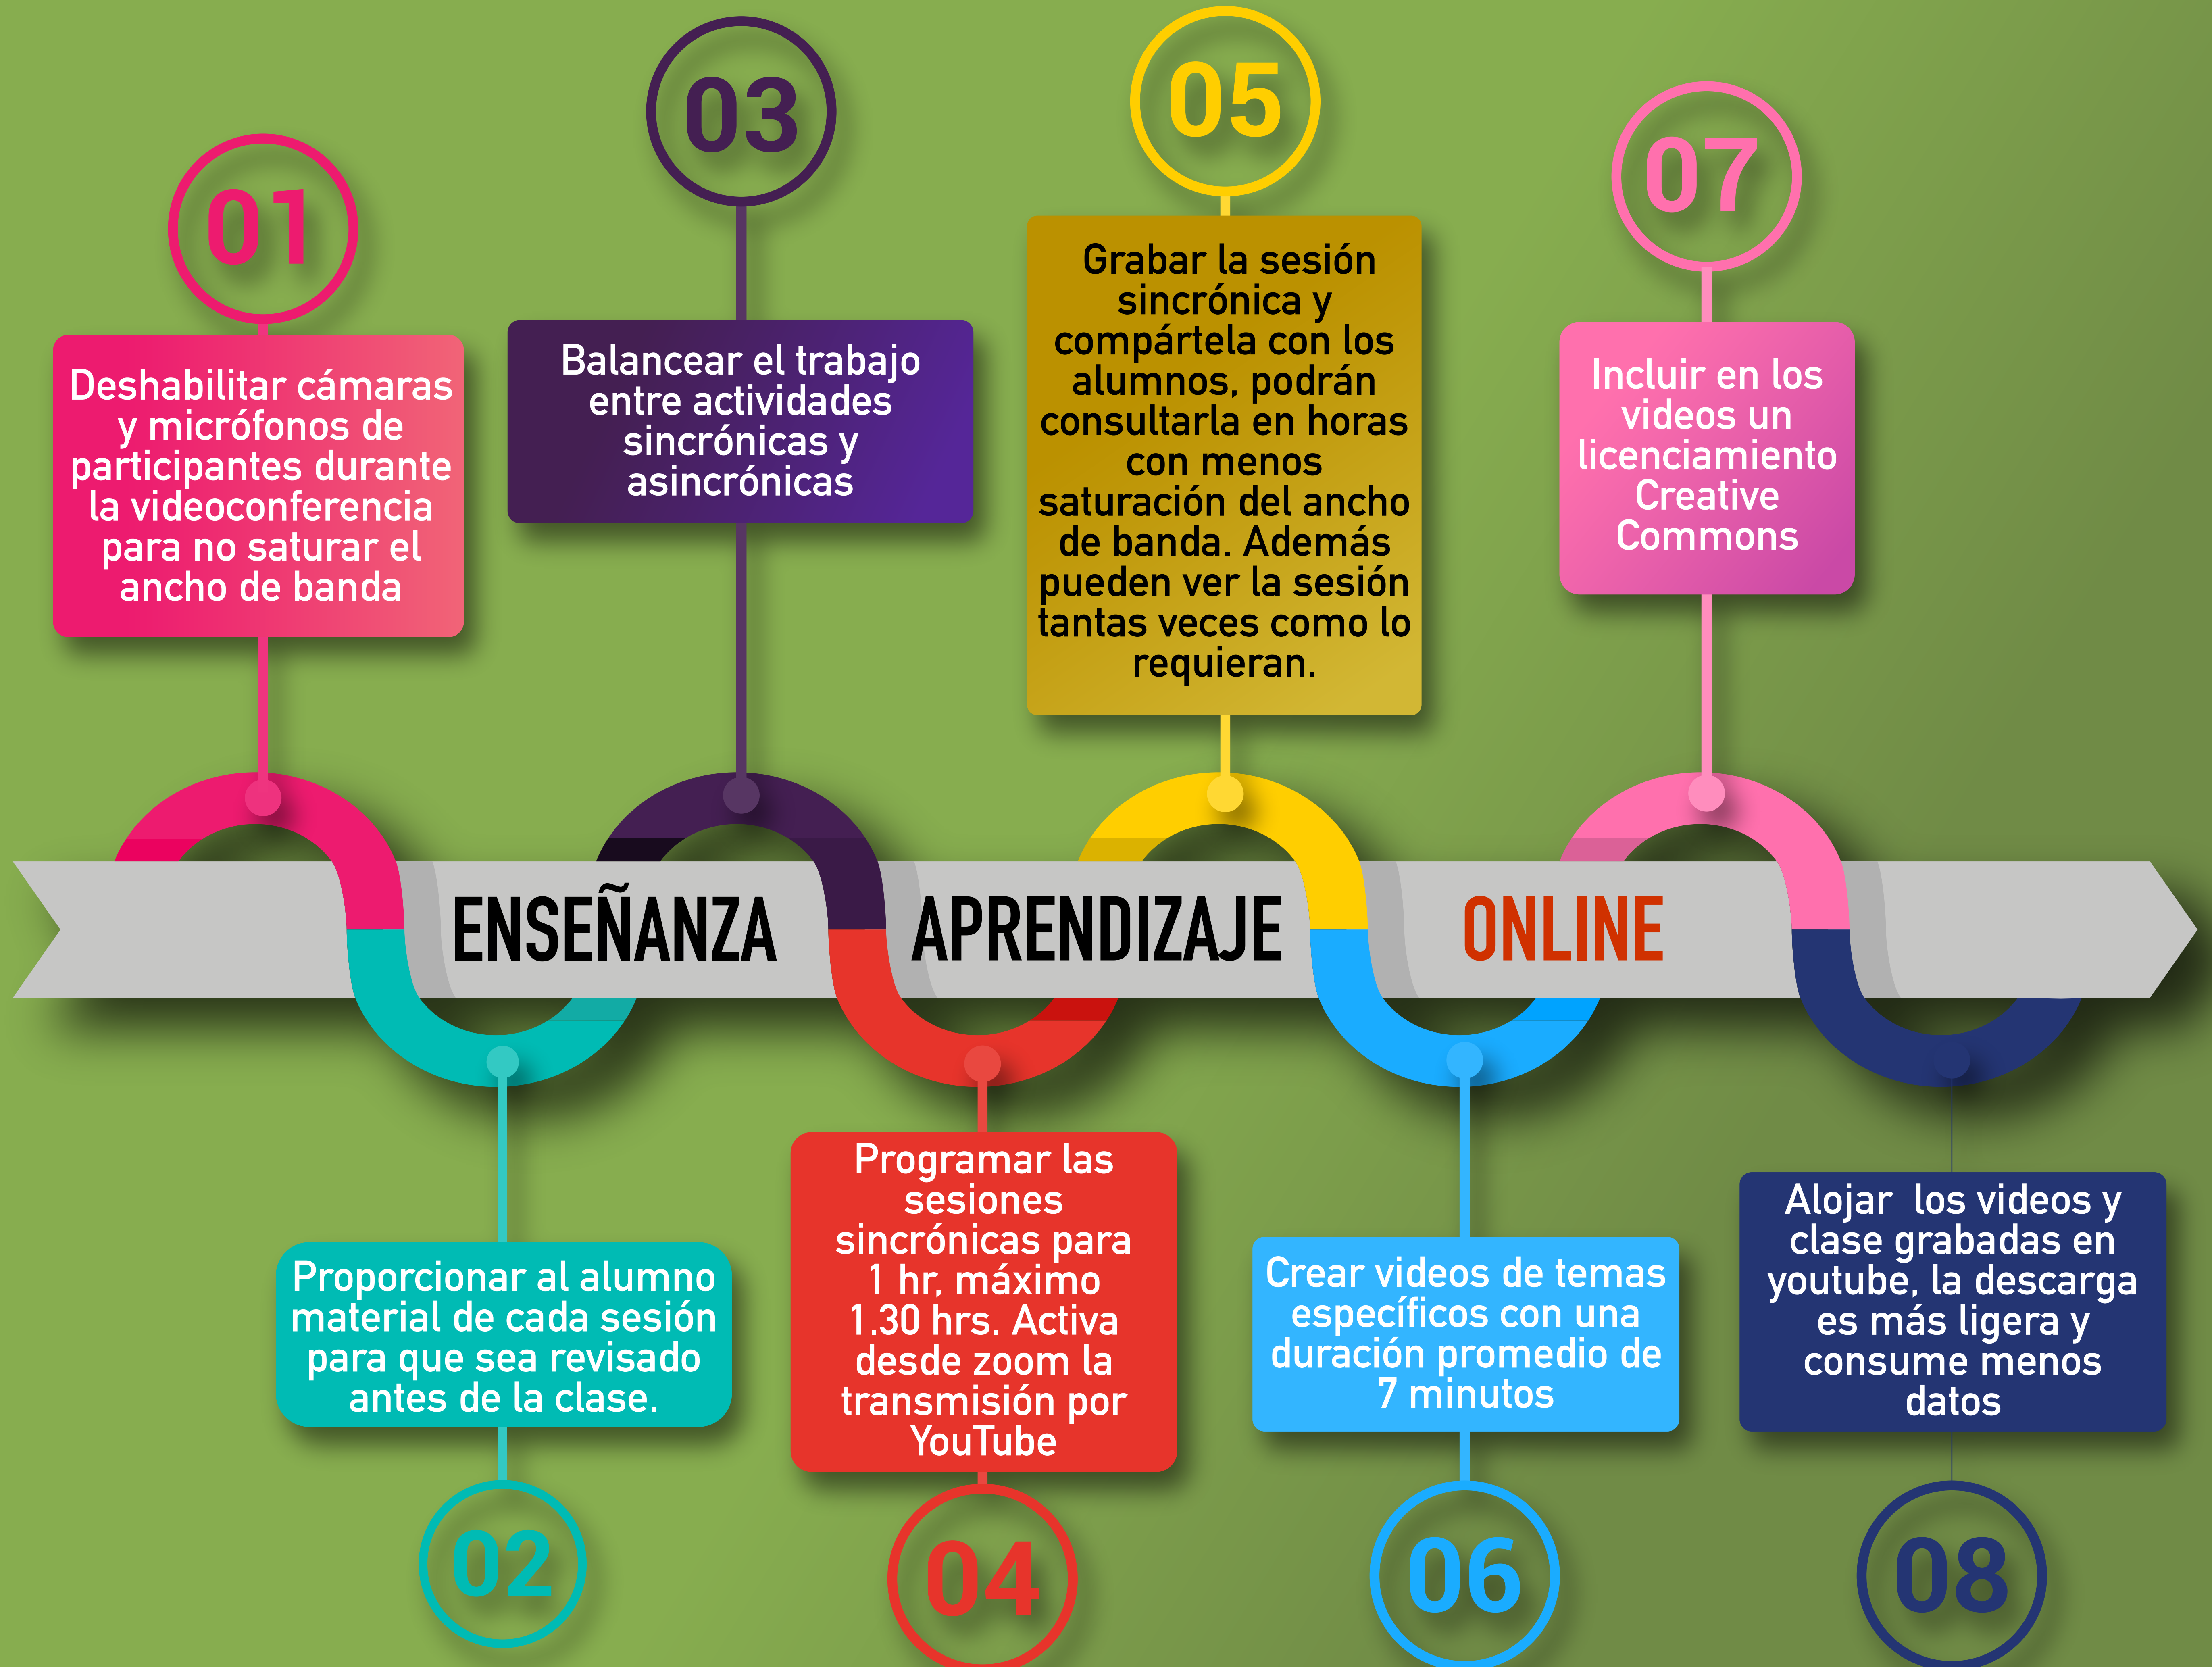 01
Deshabilitar cámaras
y micrófonos de
participantes durante
la videoconferencia
para no saturar el
ancho de banda
03
Balancear el trabajo
entre actividades
sincrónicas y
asincrónicas
05
Grabar la sesión
sincrónica y
compártela con los
alumnos, podrán
consultarla en horas
con menos
saturación del ancho
de banda. Además
pueden ver la sesión
tantas veces como lo
requieran.
07
Incluir en los
videos un
licenciamiento
Creative
Commons
ENSEÑANZA APRENDIZAJE ONLINE
Proporcionar al alumno
material de cada sesión
para que sea revisado
antes de la clase.
02
Programar las
sesiones
sincrónicas para
1 hr, máximo
1.30 hrs. Activa
desde zoom la
transmisión por
YouTube
04
Crear videos de temas
específicos con una
duración promedio de
7 minutos
06
Alojar los videos y
clase grabadas en
youtube, la descarga
es más ligera y
consume menos
datos
08